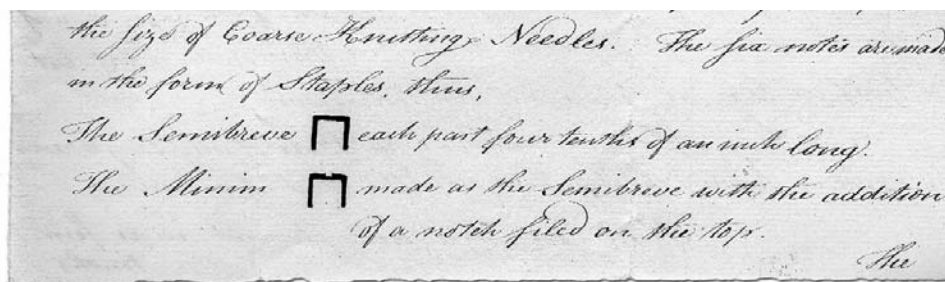 the size of Coarse Knitting Needles. The six notes are made
in the form of Staples, thus,
The Semibreve each part four tenths of an inch long.
The Minim made as the Semibreve with the addition
of a notch filed on the top.
The